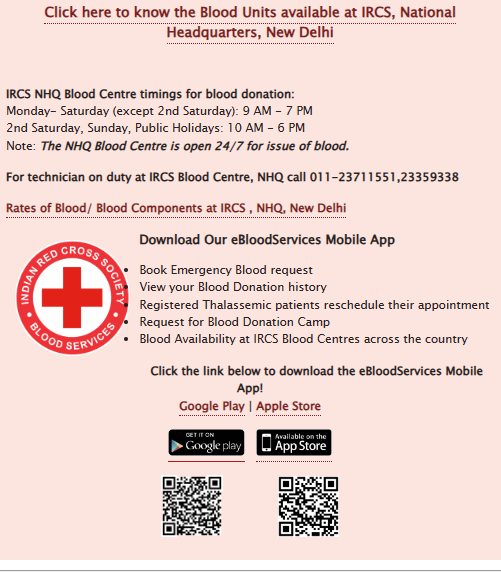 Click here to know the Blood Units available at IRCS, National
Headquarters, New Delhi
IRCS NHQ Blood Centre timings for blood donation:
Monday- Saturday (except 2nd Saturday): 9 AM - 7 PM
2nd Saturday, Sunday, Public Holidays: 10 AM - 6 PM
Note: The NHQ Blood Centre is open 24/7 for issue of blood.
For technician on duty at IRCS Blood Centre, NHQ call 011-23711551,23359338
Rates of Blood/ Blood Components at IRCS , NHQ, New Delhi
INDIAN RED CROSS SOCIETY
BLOOD SERVICES
Download Our eBloodServices Mobile App
• Book Emergency Blood request
• View your Blood Donation history
• Registered Thalassemic patients reschedule their appointment
• Request for Blood Donation Camp
• Blood Availability at IRCS Blood Centres across the country
Click the link below to download the eBloodServices Mobile
App!
Google Play | Apple Store
GET IT ON
Google play
Available on the
App Store